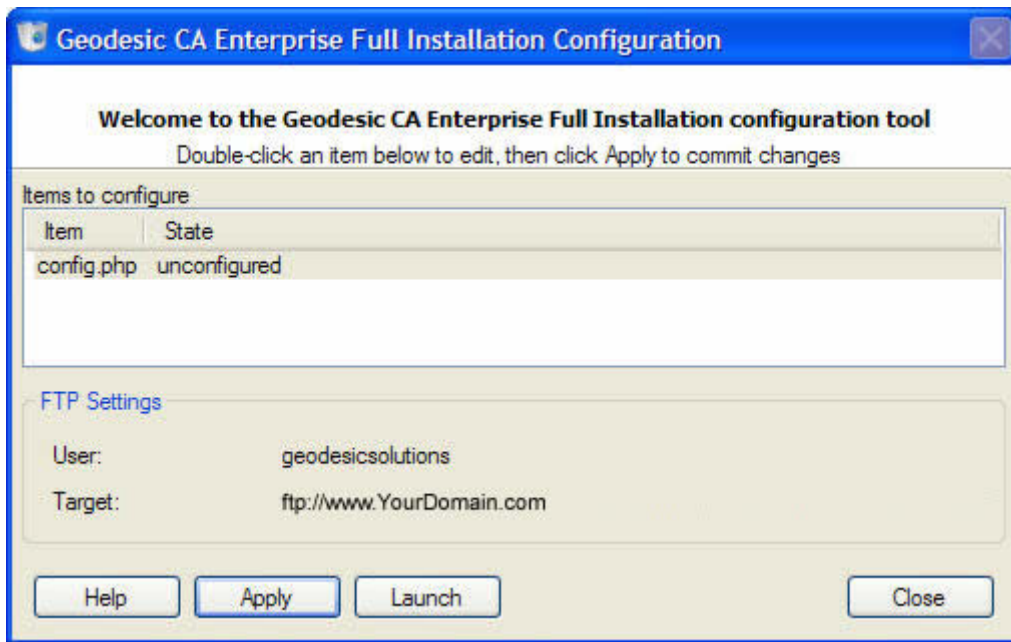 Geodesic CA Enterprise Full Installation Configuration
Welcome to the Geodesic CA Enterprise Full Installation configuration tool
Double-click an item below to edit, then click Apply to commit changes
Items to configure
Item State
config.php unconfigured
FTP Settings
User: geodesicsolutions
Target: ftp://www.YourDomain.com
Help Apply Launch Close